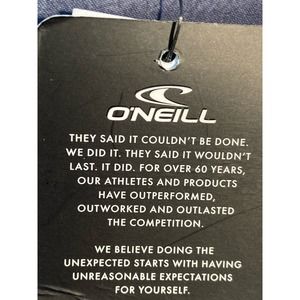 O'NEILL
THEY SAID IT COULDN'T BE DONE.
WE DID IT. THEY SAID IT WOULDN'T
LAST. IT DID. FOR OVER 60 YEARS,
OUR ATHLETES AND PRODUCTS
HAVE OUTPERFORMED,
OUTWORKED AND OUTLASTED
THE COMPETITION.
WE BELIEVE DOING THE
UNEXPECTED STARTS WITH HAVING
UNREASONABLE EXPECTATIONS
FOR YOURSELF.